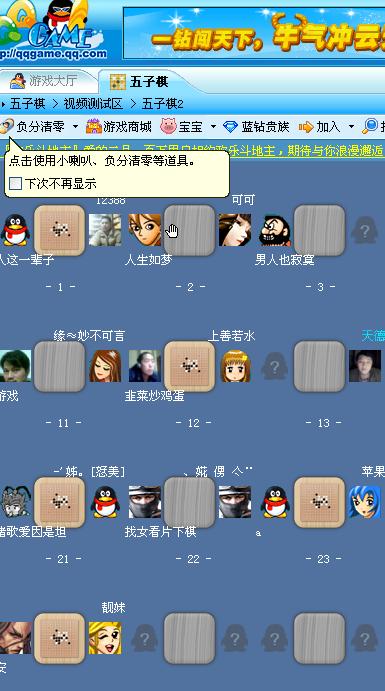 GAME
http://qqgame.qq.com
一钻闯天下，牛气冲云
游戏大厅
五子棋
五子棋 > 视频测试区 > 五子棋2
负分清零
游戏商城
宝宝
蓝钻贵族
加入
点击使用小喇叭、负分清零等道具。
下次不再显示
12388
可可
人这一辈子
人生如梦
男人也寂寞
- 1 -
- 2 -
- 3 -
缘≈妙不可言
上善若水
天德
游戏
韭菜炒鸡蛋
- 11 -
- 12 -
- 13 -
姊。[怒美]
苹果
绪歌爱因是坦
找女看片下棋
a
- 21 -
- 22 -
- 23 -
靓妹
安